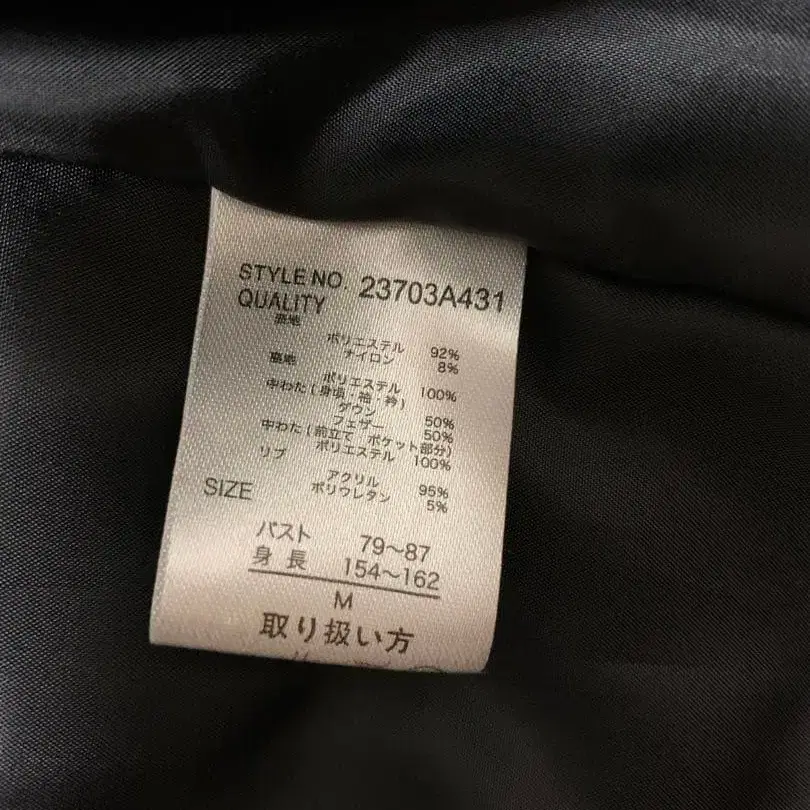 STYLE NO. 23703A431
QUALITY
表地
ポリエステル 92%
ナイロン 8%
裏地
ポリエステル 100%
中わた(身頃・袖・衿)
ダウン 50%
フェザー 50%
中わた(前立て ポケット部分)
ポリエステル 100%
リブ
アクリル 95%
ポリウレタン 5%
SIZE
バスト 79～87
身長 154～162
M
取り扱い方